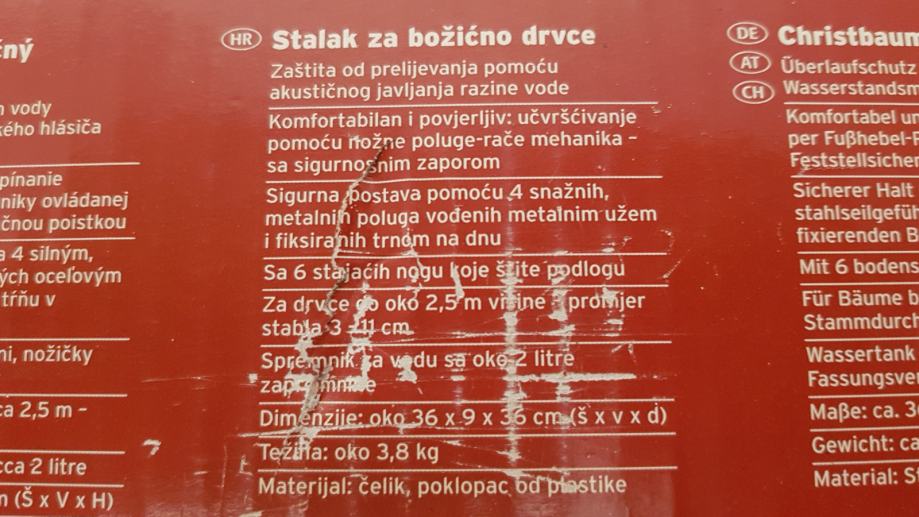 čný
n vody
kého hlásiča
pínanie
niky ovládanej
čnou poistkou
a 4 silným,
ých oceľovým
tŕňu v
ni, nožičky
ca 2,5 m –
cca 2 litre
n (Š x V x H)
HR Stalak za božićno drvce
Zaštita od prelijevanja pomoću
akustičnog javljanja razine vode
Komfortabilan i povjerljiv: učvršćivanje
pomoću nožne poluge-rače mehanika –
sa sigurnosnim zaporom
Sigurna postava pomoću 4 snažnih,
metalnih poluga vođenih metalnim užem
i fiksiranih trnom na dnu
Sa 6 stajaćih nogu koje štite podlogu
Za drvce do oko 2,5 m visine – promjer
stabla 3 –11 cm
Spremnik za vodu sa oko 2 litre
zapremnine
Dimenzije: oko 36 x 9 x 36 cm (š x v x d)
Težina: oko 3,8 kg
Materijal: čelik, poklopac od plastike
DE Christbaum
AT Überlaufschutz
CH Wasserstandsm
Komfortabel un
per Fußhebel-R
Feststellsicher
Sicherer Halt
stahlseilgefüh
fixierenden B
Mit 6 bodens
Für Bäume b
Stammdurch
Wassertank
Fassungsver
Maße: ca. 3
Gewicht: ca
Material: S